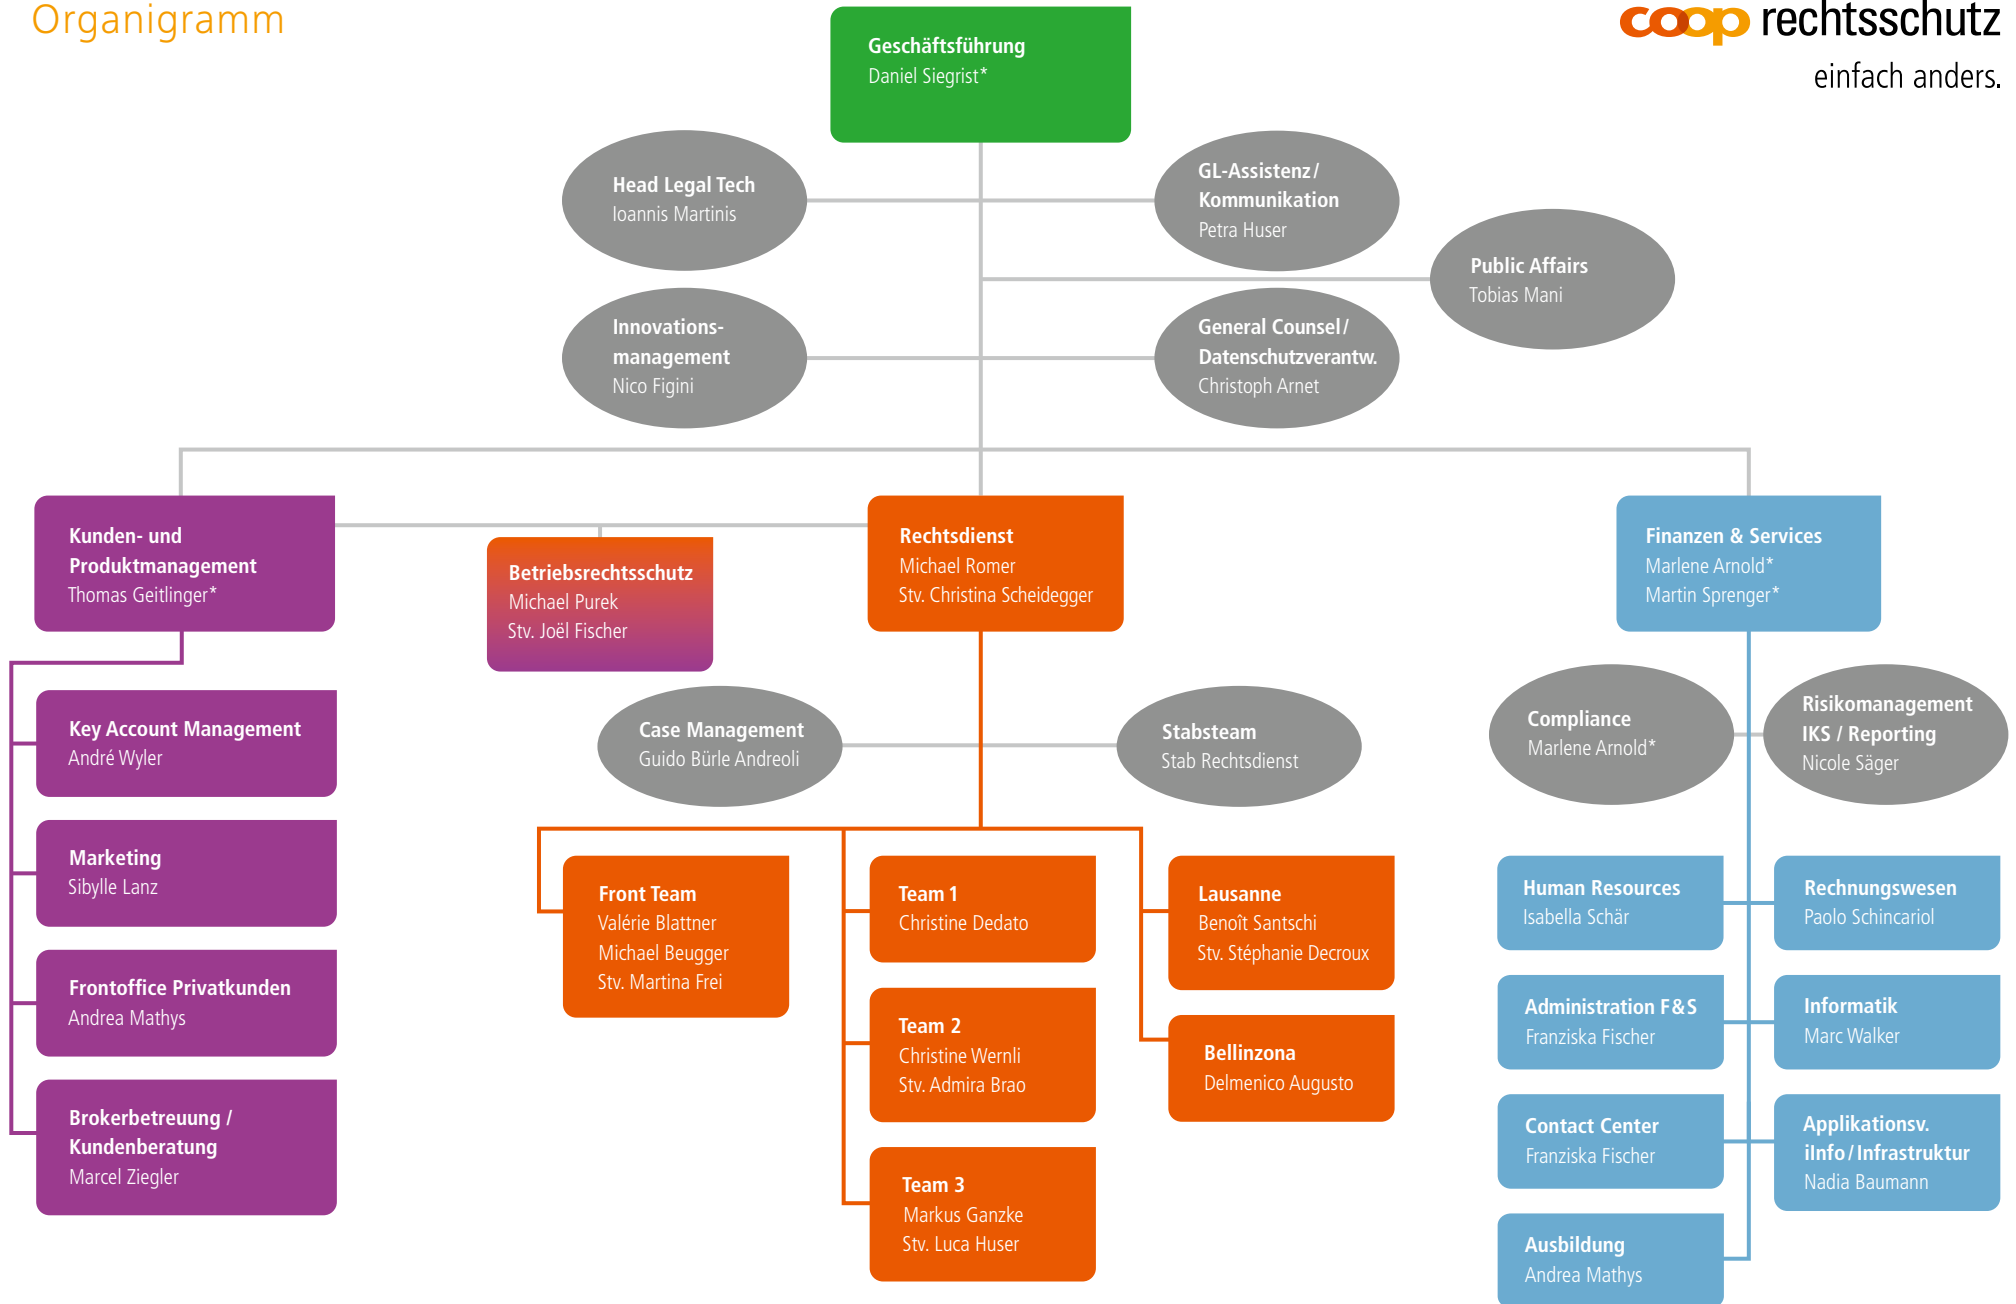 Organigramm
coop rechtsschutz
einfach anders.
Geschäftsführung
Daniel Siegrist*
Head Legal Tech
Ioannis Martinis
GL-Assistenz /
Kommunikation
Petra Huser
Public Affairs
Tobias Mani
Innovations-
management
Nico Figini
General Counsel /
Datenschutzverantw.
Christoph Arnet
Kunden- und
Produktmanagement
Thomas Geitlinger*
Betriebsrechtsschutz
Michael Purek
Stv. Joël Fischer
Rechtsdienst
Michael Romer
Stv. Christina Scheidegger
Finanzen & Services
Marlene Arnold*
Martin Sprenger*
Key Account Management
André Wyler
Marketing
Sibylle Lanz
Frontoffice Privatkunden
Andrea Mathys
Brokerbetreuung /
Kundenberatung
Marcel Ziegler
Case Management
Guido Bürle Andreoli
Stabsteam
Stab Rechtsdienst
Front Team
Valérie Blattner
Michael Beugger
Stv. Martina Frei
Team 1
Christine Dedato
Team 2
Christine Wernli
Stv. Admira Brao
Team 3
Markus Ganzke
Stv. Luca Huser
Lausanne
Benoît Santschi
Stv. Stéphanie Decroux
Bellinzona
Delmenico Augusto
Compliance
Marlene Arnold*
Risikomanagement
IKS / Reporting
Nicole Säger
Human Resources
Isabella Schär
Rechnungswesen
Paolo Schincariol
Administration F&S
Franziska Fischer
Informatik
Marc Walker
Contact Center
Franziska Fischer
Applikationsv.
iInfo / Infrastruktur
Nadia Baumann
Ausbildung
Andrea Mathys